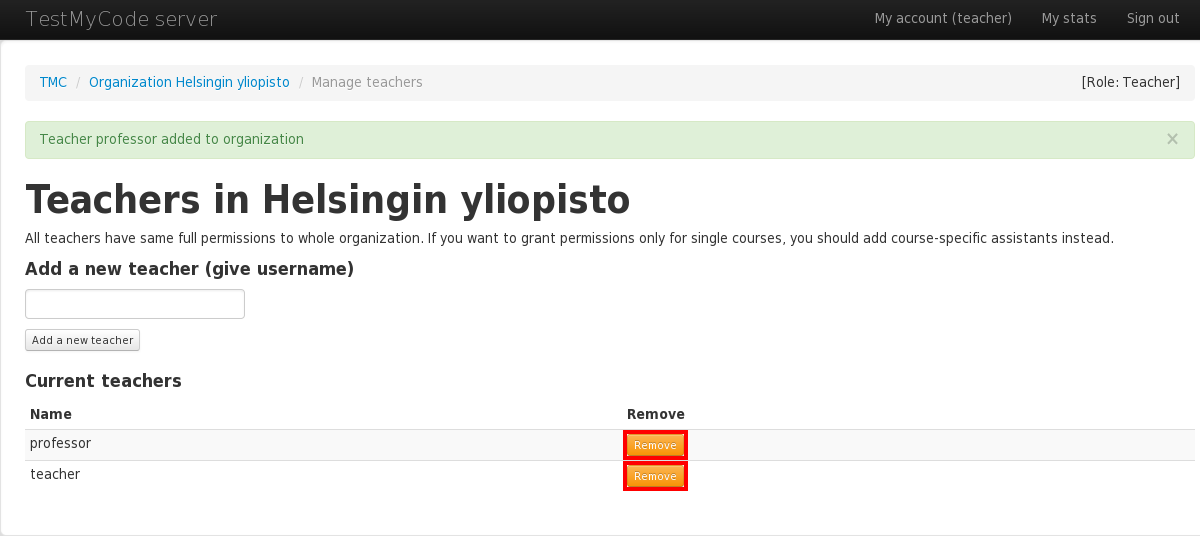 TestMyCode server My account (teacher) My stats Sign out
TMC / Organization Helsingin yliopisto / Manage teachers [Role: Teacher]
Teacher professor added to organization ×
Teachers in Helsingin yliopisto
All teachers have same full permissions to whole organization. If you want to grant permissions only for single courses, you should add course-specific assistants instead.
Add a new teacher (give username)
Add a new teacher
Current teachers
Name Remove
professor Remove
teacher Remove